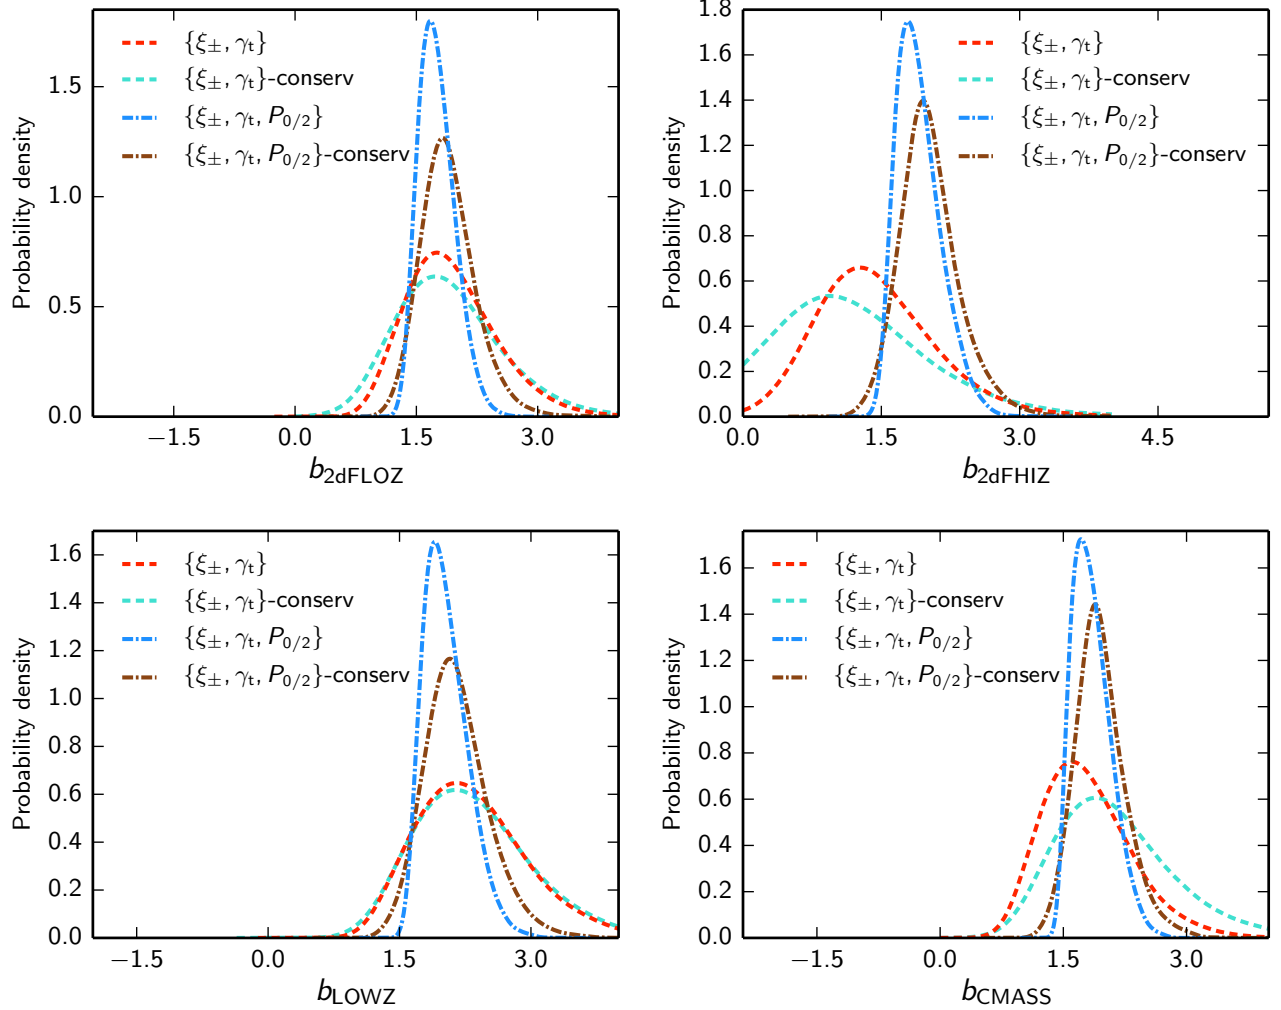 Probability density
1.5
1.0
0.5
0.0
{ξ±, γt}
{ξ±, γt}-conserv
{ξ±, γt, P0/2}
{ξ±, γt, P0/2}-conserv
−1.5 0.0 1.5 3.0
b2dFLOZ
Probability density
1.8
1.6
1.4
1.2
1.0
0.8
0.6
0.4
0.2
0.0
{ξ±, γt}
{ξ±, γt}-conserv
{ξ±, γt, P0/2}
{ξ±, γt, P0/2}-conserv
0.0 1.5 3.0 4.5
b2dFHIZ
Probability density
1.6
1.4
1.2
1.0
0.8
0.6
0.4
0.2
0.0
{ξ±, γt}
{ξ±, γt}-conserv
{ξ±, γt, P0/2}
{ξ±, γt, P0/2}-conserv
−1.5 0.0 1.5 3.0
bLOWZ
Probability density
1.6
1.4
1.2
1.0
0.8
0.6
0.4
0.2
0.0
{ξ±, γt}
{ξ±, γt}-conserv
{ξ±, γt, P0/2}
{ξ±, γt, P0/2}-conserv
−1.5 0.0 1.5 3.0
bCMASS